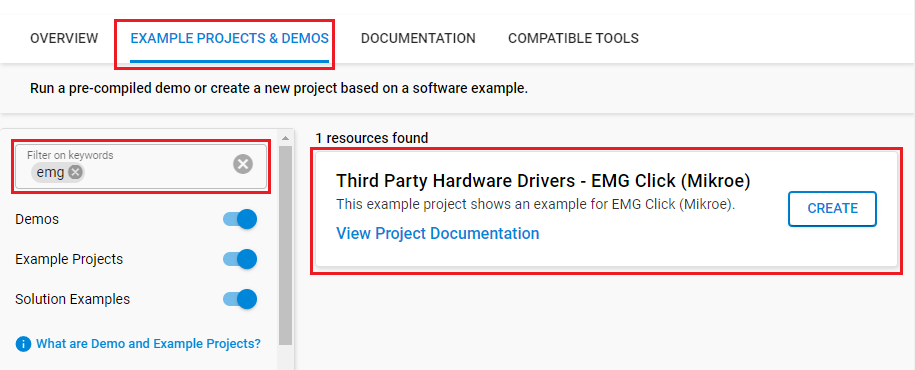 OVERVIEW EXAMPLE PROJECTS & DEMOS DOCUMENTATION COMPATIBLE TOOLS
Run a pre-compiled demo or create a new project based on a software example.
Filter on keywords
emg
Demos
Example Projects
Solution Examples
What are Demo and Example Projects?
1 resources found
Third Party Hardware Drivers - EMG Click (Mikroe)
This example project shows an example for EMG Click (Mikroe).
View Project Documentation
CREATE